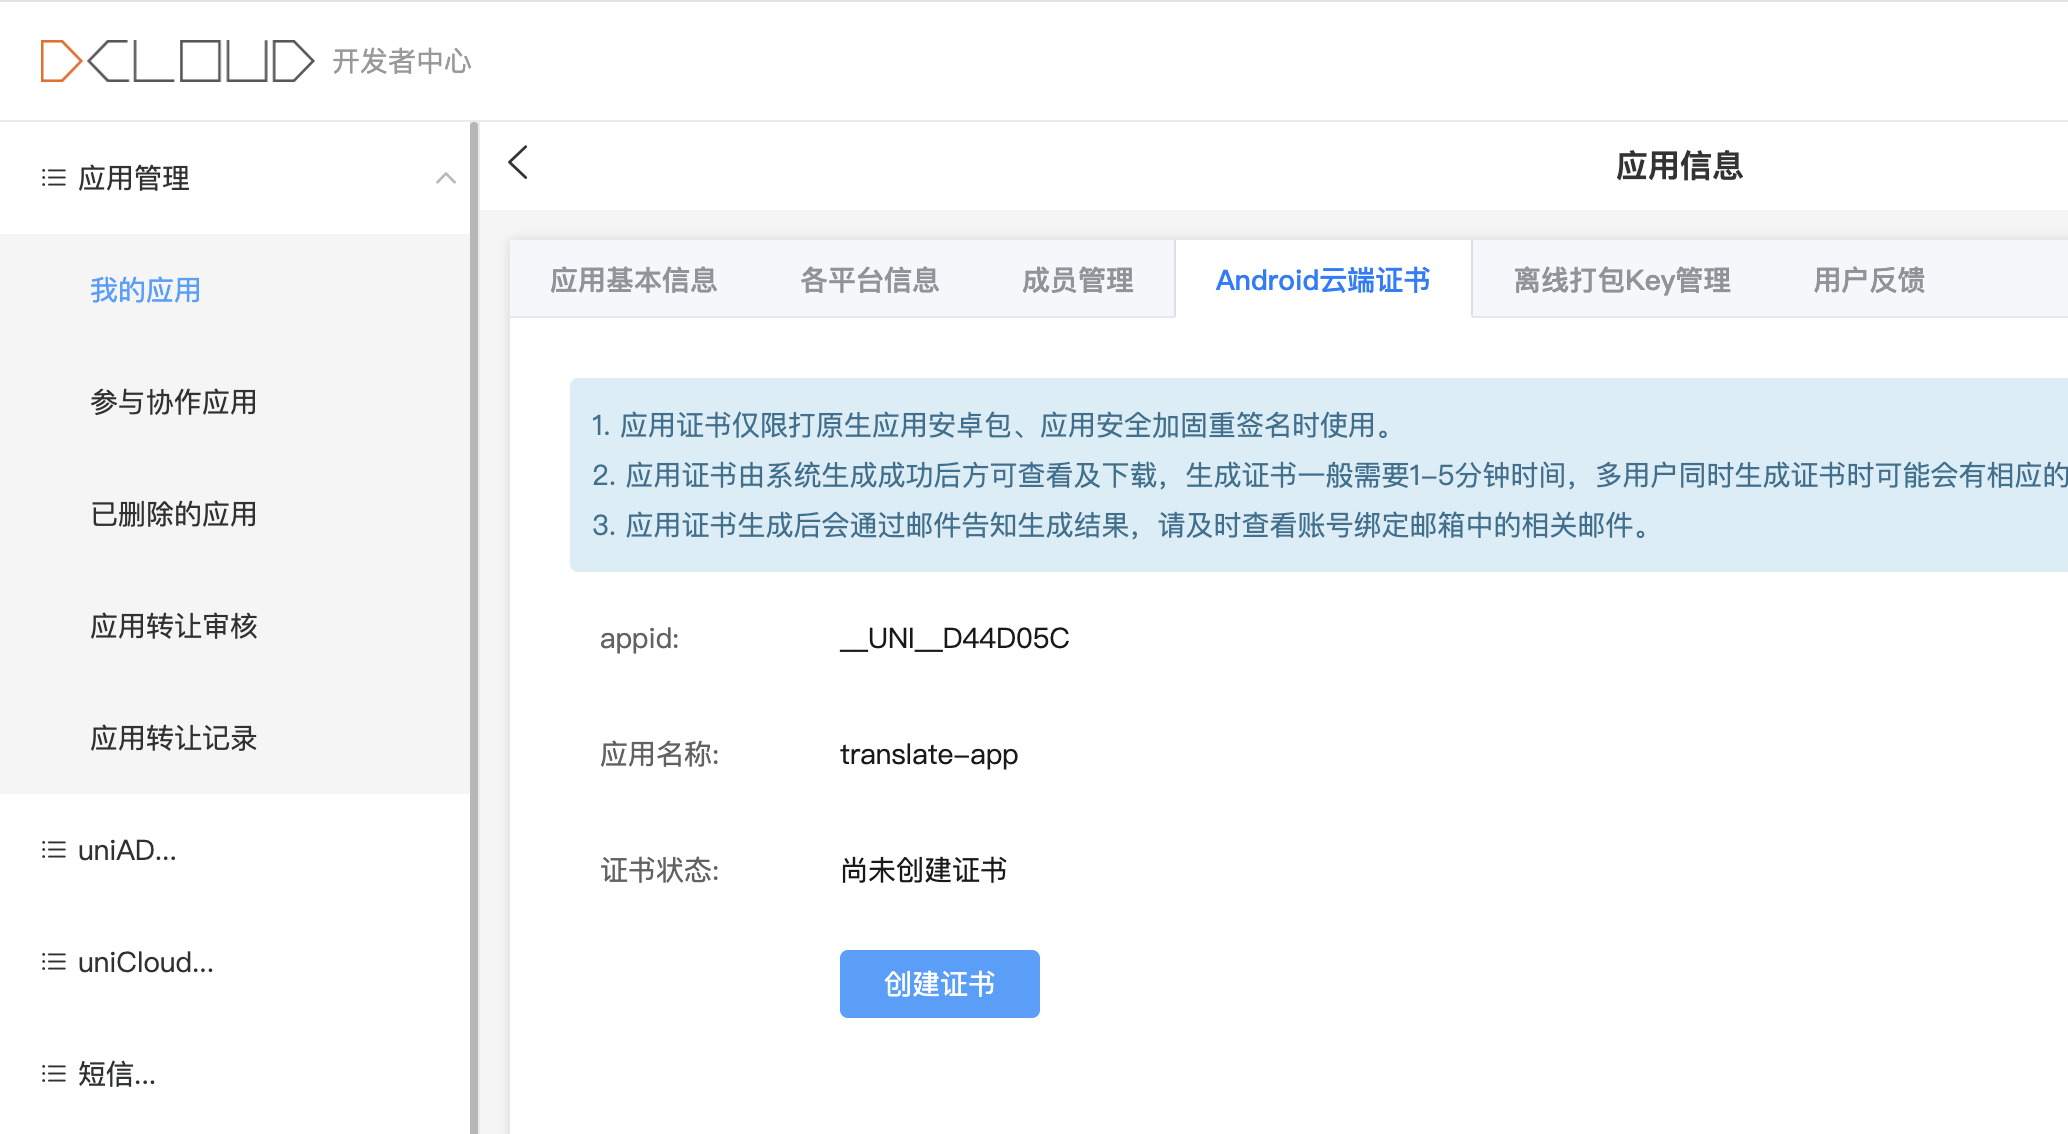 DCLOUD 开发者中心
应用管理
我的应用
参与协作应用
已删除的应用
应用转让审核
应用转让记录
uniAD...
uniCloud...
短信...
应用信息
应用基本信息 各平台信息 成员管理 Android云端证书 离线打包Key管理 用户反馈
1. 应用证书仅限打原生应用安卓包、应用安全加固重签名时使用。
2. 应用证书由系统生成成功后方可查看及下载，生成证书一般需要1-5分钟时间，多用户同时生成证书时可能会有相应的
3. 应用证书生成后会通过邮件告知生成结果，请及时查看账号绑定邮箱中的相关邮件。
appid: __UNI__D44D05C
应用名称: translate-app
证书状态: 尚未创建证书
创建证书